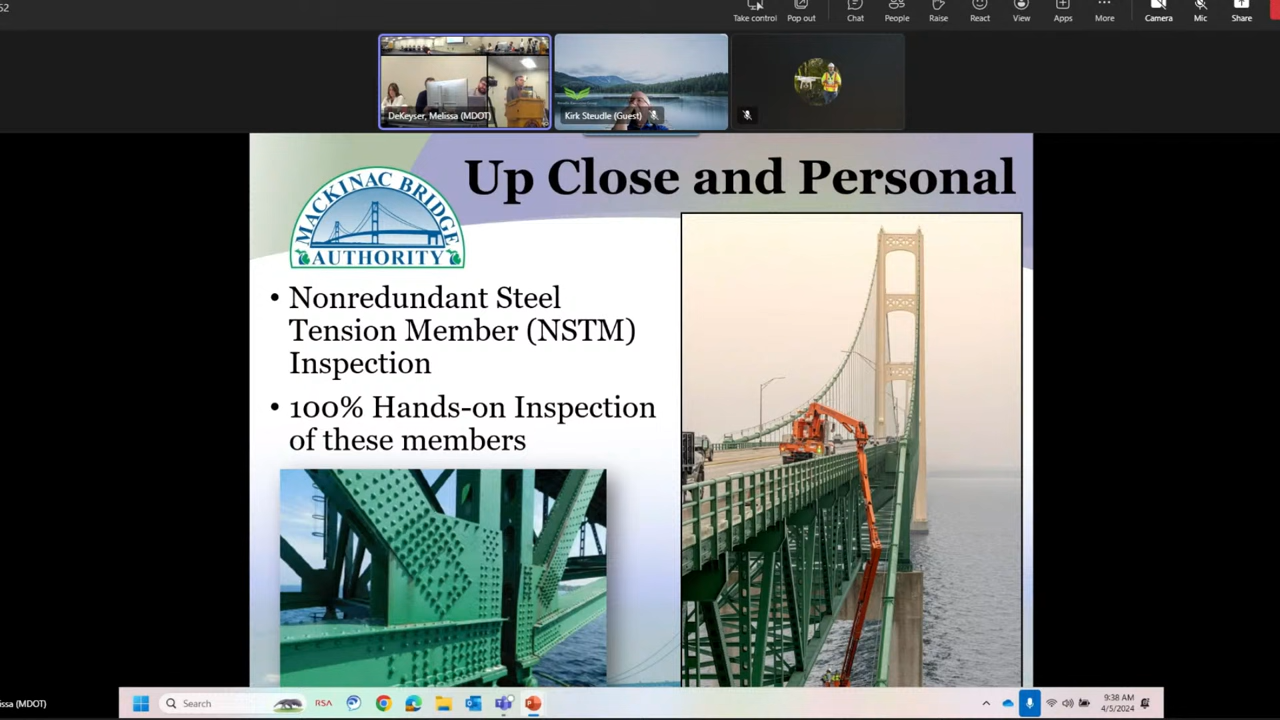 52
Take control
Pop out
Chat
People
Raise
React
View
Apps
More
Camera
Mic
Share
DeKeyser, Melissa (MDOT)
Kirk Steudle (Guest)
MACKINAC BRIDGE
AUTHORITY
Up Close and Personal
• Nonredundant Steel
Tension Member (NSTM)
Inspection
• 100% Hands-on Inspection
of these members
issa (MDOT)
Search
RSA
9:38 AM
4/5/2024